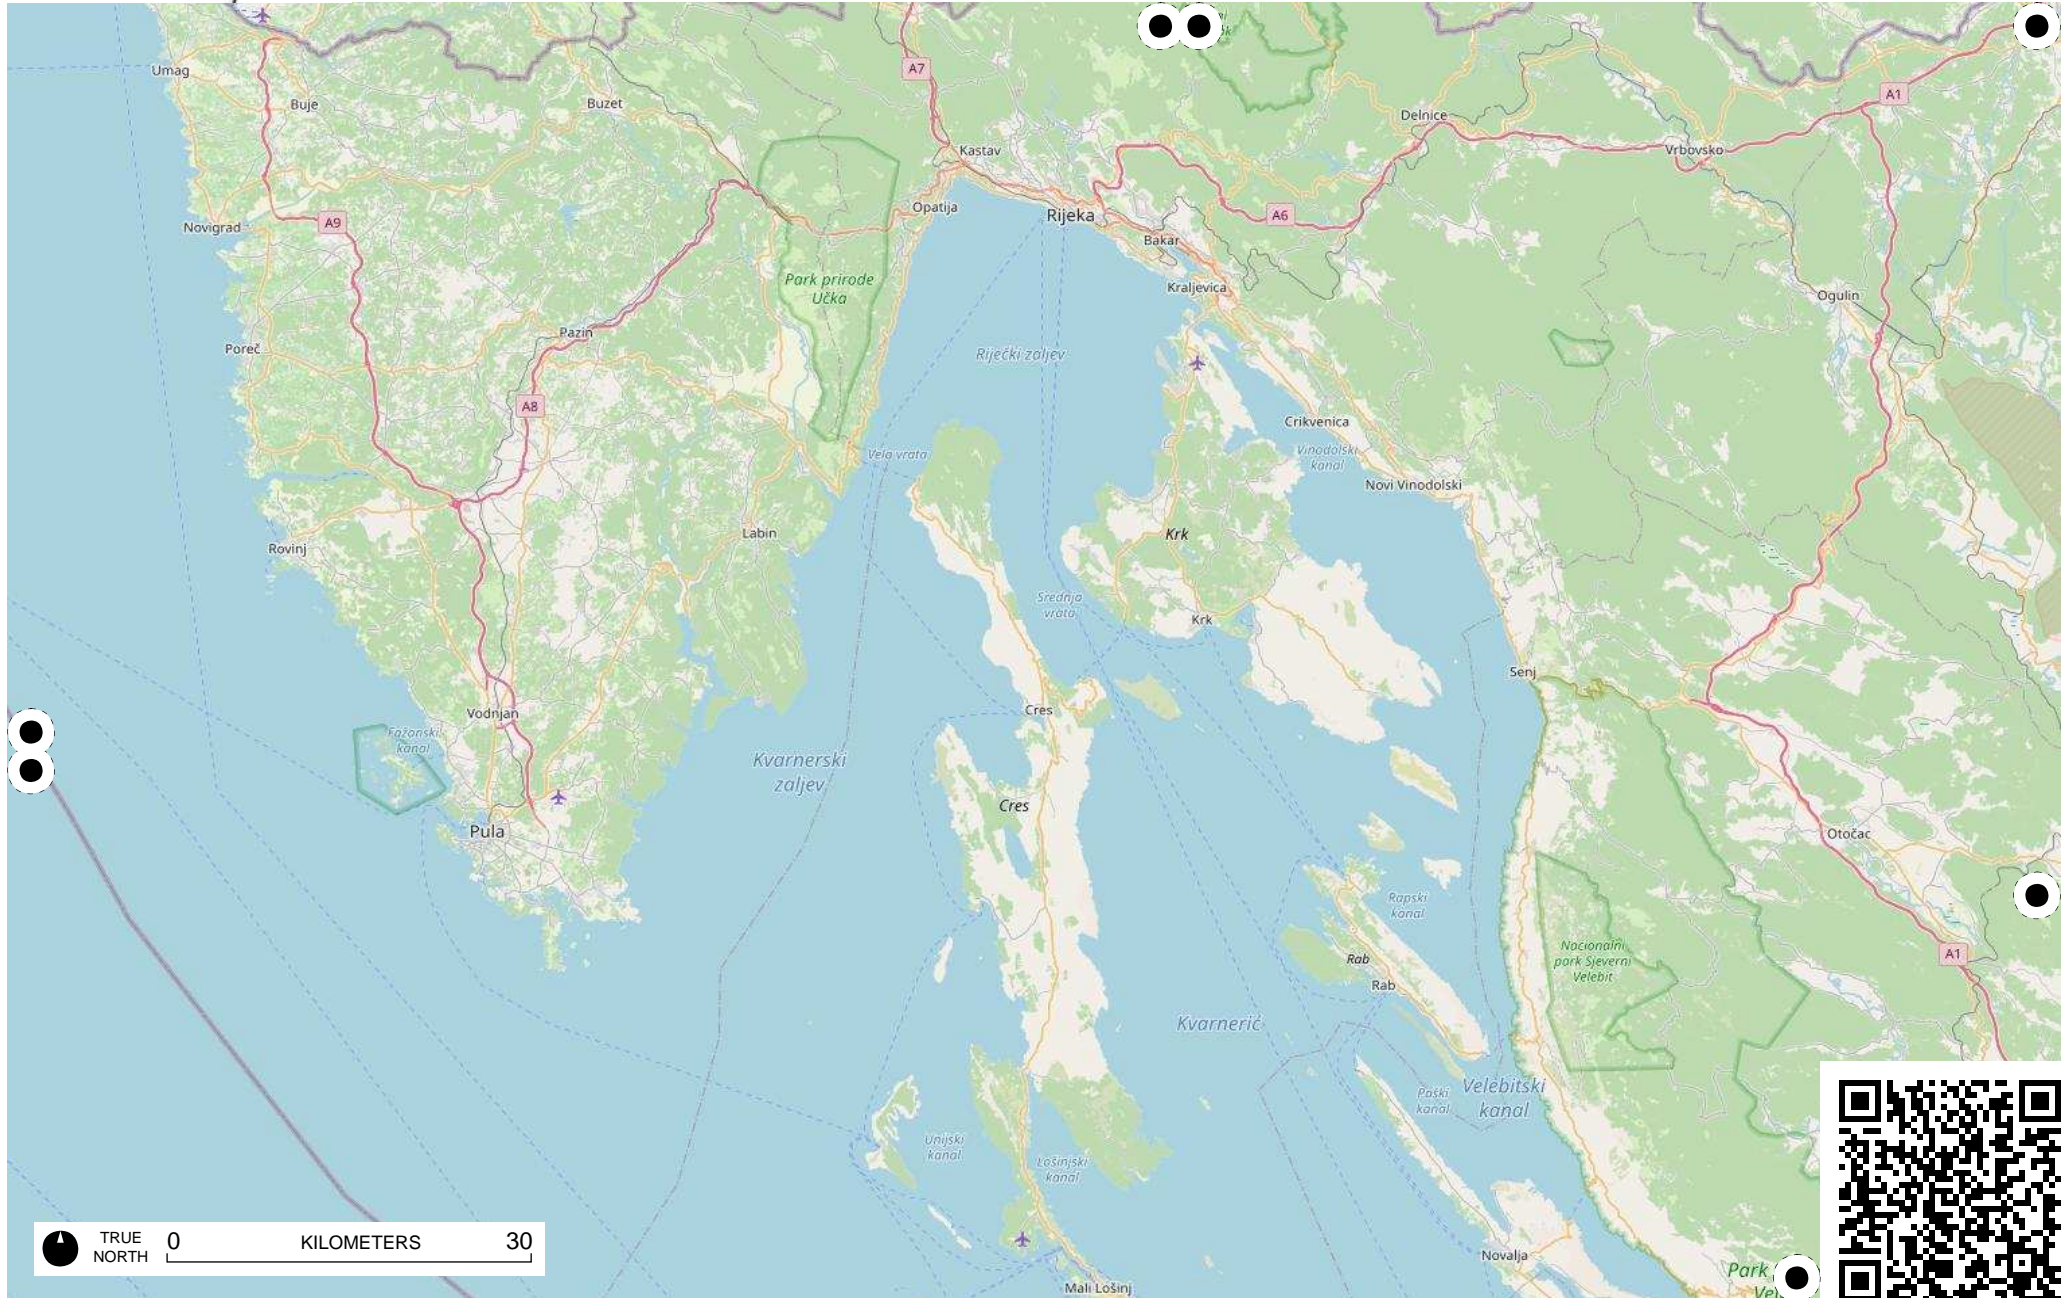 A7
Umag
Buje
Buzet
A1
Delnice
Kastav
Vrbovsko
Opatija
Rijeka
A6
Novigrad
A9
Bakar
Park prirode
Učka
Kraljevica
Ogulin
Pazin
Poreč
Riječki zaljev
A8
Crikvenica
Vinodolski
kanal
Vela vrata
Novi Vinodolski
Labin
Krk
Rovinj
Srednja
vrata
Krk
Senj
Cres
Vodnjan
Fažanski
kanal
Kvarnerski
zaljev
Cres
Pula
Otočac
Rapski
kanal
Nacionalni
park Sjeverni
Velebit
A1
Rab
Rab
Kvarnerić
Velebitski
kanal
Paški
kanal
Unijski
kanal
Lošinjski
kanal
TRUE
NORTH
0 KILOMETERS 30
Novalja
Mali Lošinj
Park